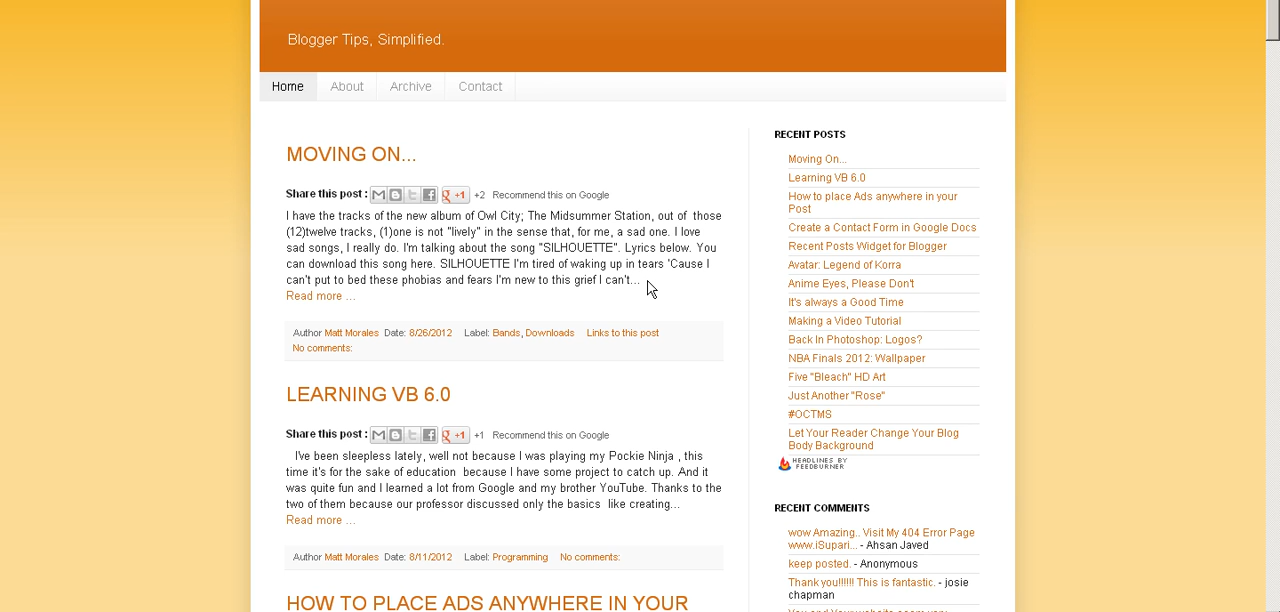 Blogger Tips, Simplified.
Home About Archive Contact
MOVING ON...
Share this post : +1 +2 Recommend this on Google
I have the tracks of the new album of Owl City; The Midsummer Station, out of those
(12)twelve tracks, (1)one is not "lively" in the sense that, for me, a sad one. I love
sad songs, I really do. I'm talking about the song "SILHOUETTE". Lyrics below. You
can download this song here. SILHOUETTE I'm tired of waking up in tears 'Cause I
can't put to bed these phobias and fears I'm new to this grief I can't...
Read more ...
Author Matt Morales Date: 8/26/2012 Label: Bands, Downloads Links to this post
No comments:
LEARNING VB 6.0
Share this post : +1 +1 Recommend this on Google
I've been sleepless lately, well not because I was playing my Pockie Ninja , this
time it's for the sake of education because I have some project to catch up. And it
was quite fun and I learned a lot from Google and my brother YouTube. Thanks to the
two of them because our professor discussed only the basics like creating...
Read more ...
Author Matt Morales Date: 8/11/2012 Label: Programming No comments:
HOW TO PLACE ADS ANYWHERE IN YOUR
RECENT POSTS
Moving On...
Learning VB 6.0
How to place Ads anywhere in your
Post
Create a Contact Form in Google Docs
Recent Posts Widget for Blogger
Avatar: Legend of Korra
Anime Eyes, Please Don't
It's always a Good Time
Making a Video Tutorial
Back In Photoshop: Logos?
NBA Finals 2012: Wallpaper
Five "Bleach" HD Art
Just Another "Rose"
#OCTMS
Let Your Reader Change Your Blog
Body Background
HEADLINES BY
FEEDBURNER
RECENT COMMENTS
wow Amazing.. Visit My 404 Error Page
www.iSupari... - Ahsan Javed
keep posted. - Anonymous
Thank you!!!!!! This is fantastic. - josie
chapman